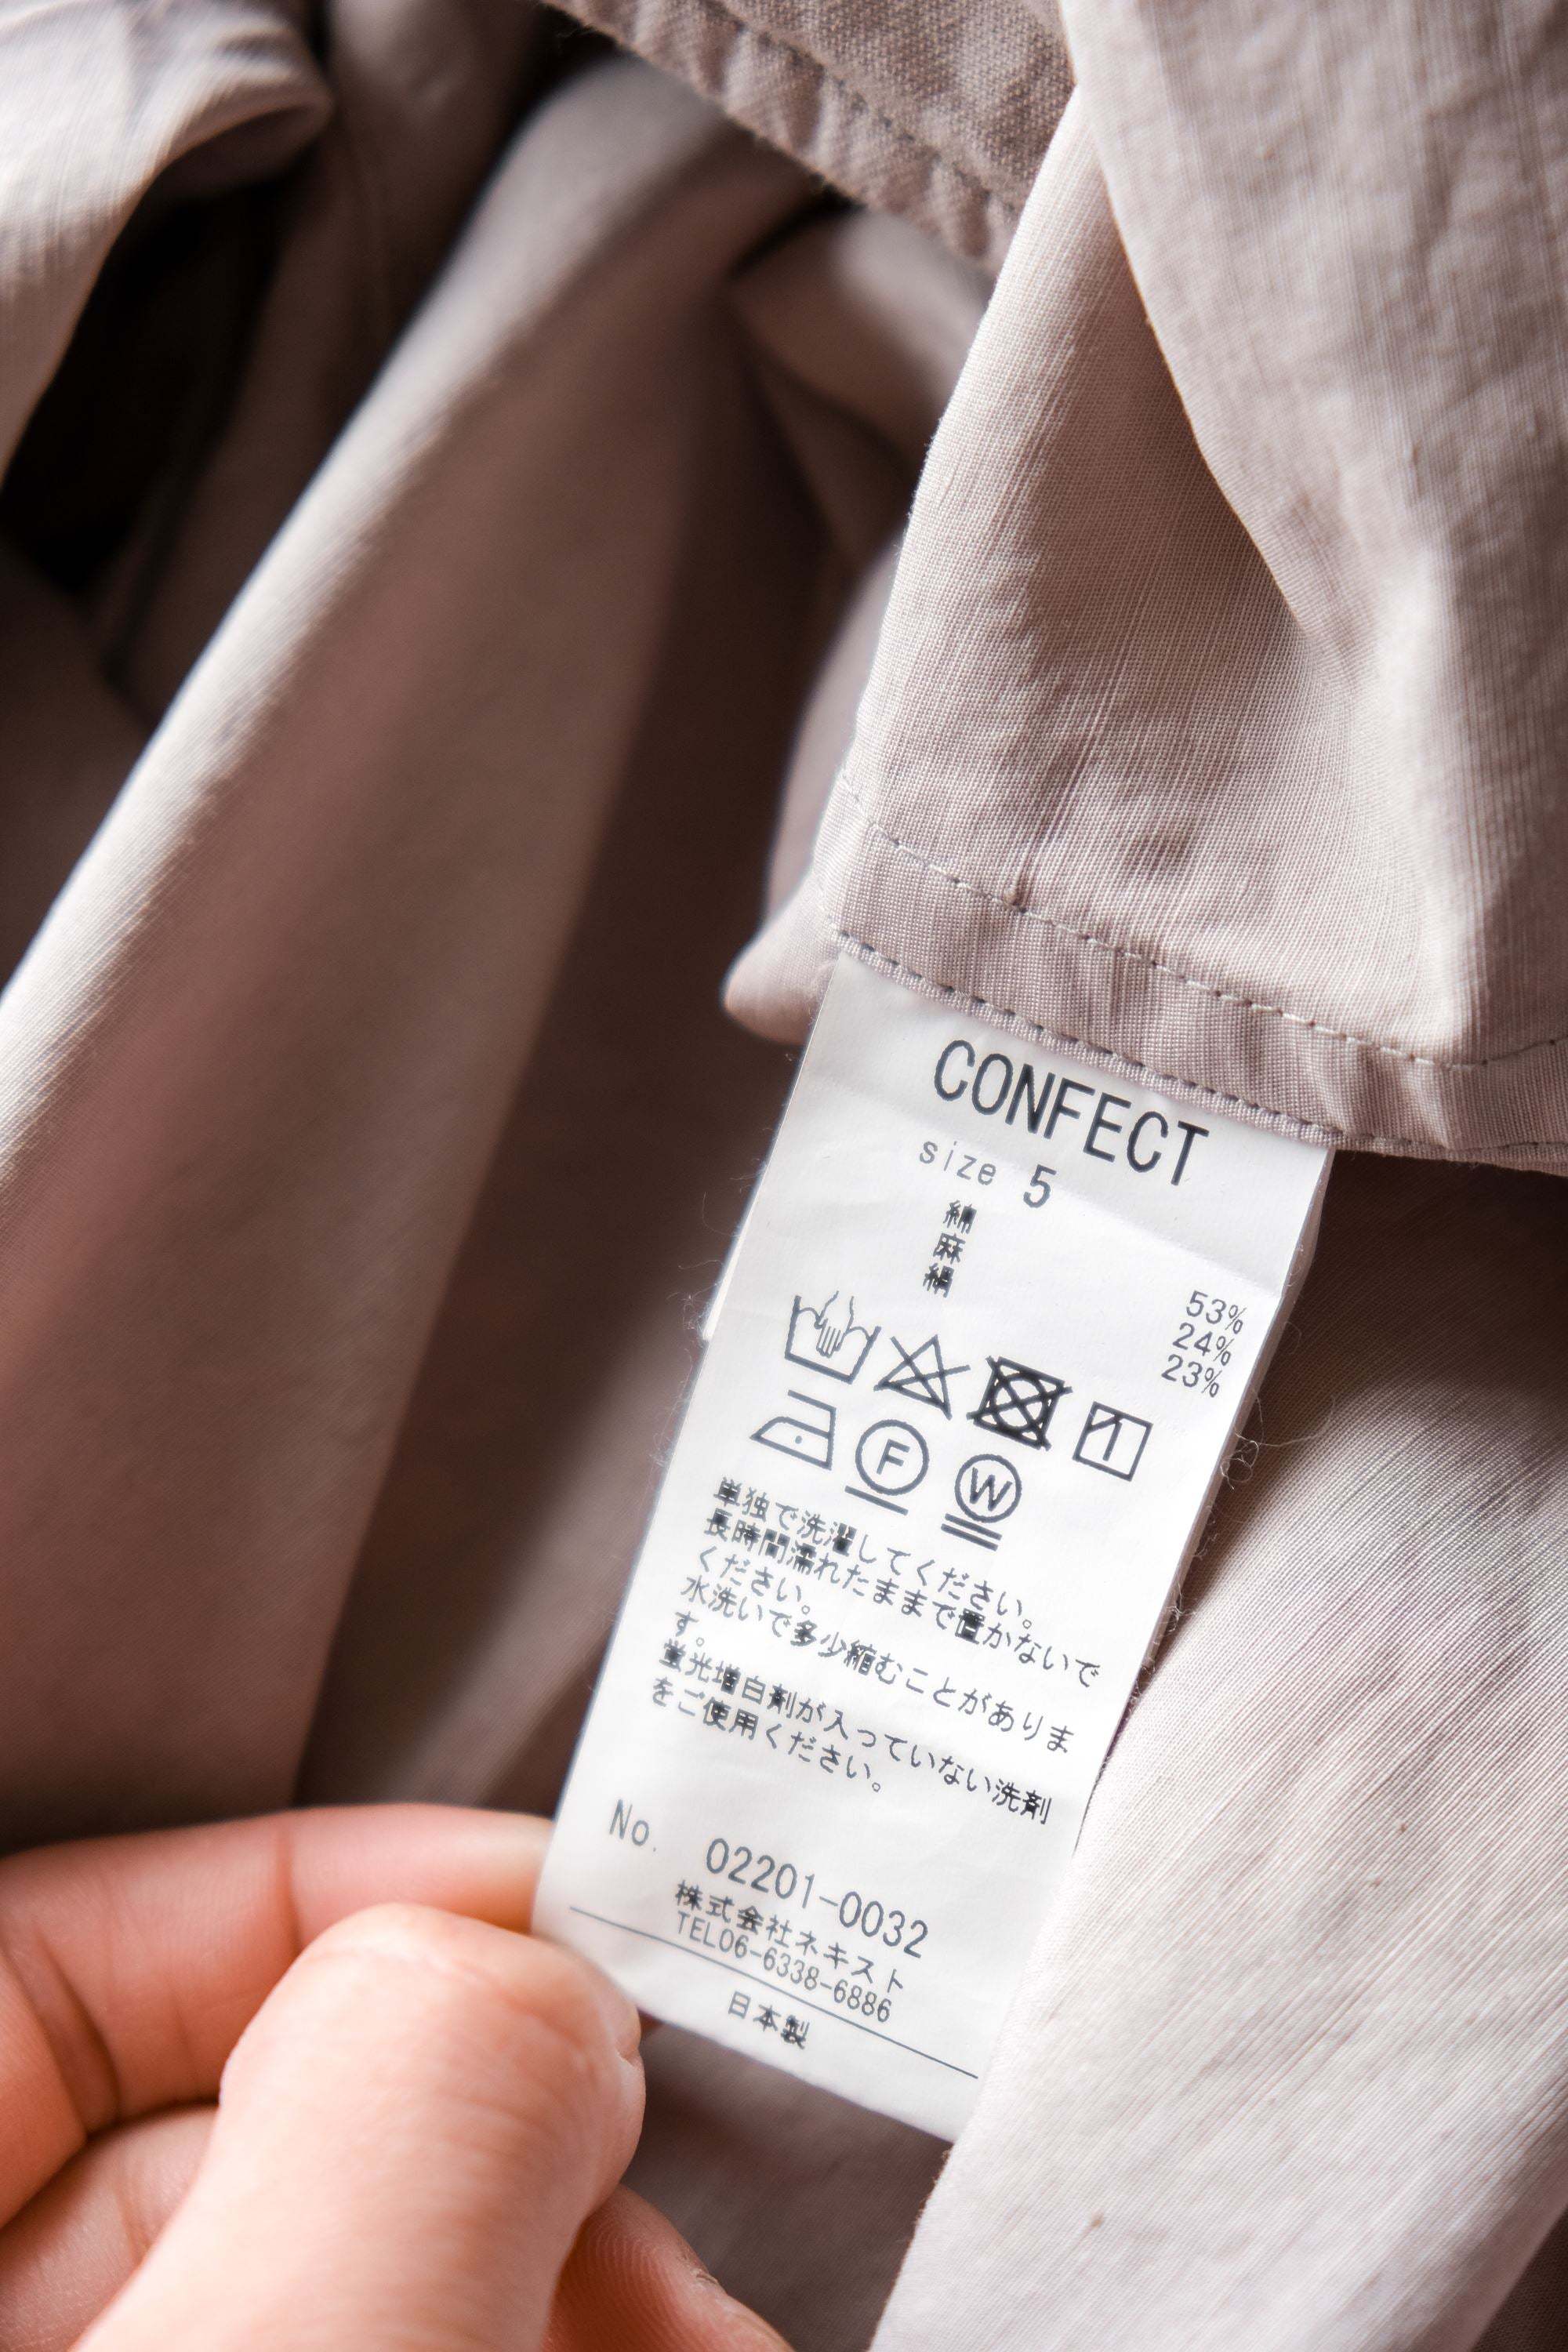 CONFECT
size 5
綿 53%
麻 24%
絹 23%
F W
単独で洗濯してください。
長時間濡れたままで置かないで
ください。
水洗いで多少縮むことがありま
す。
蛍光増白剤が入っていない洗剤
をご使用ください。
No. 02201-0032
株式会社ネキスト
TEL06-6338-6886
日本製